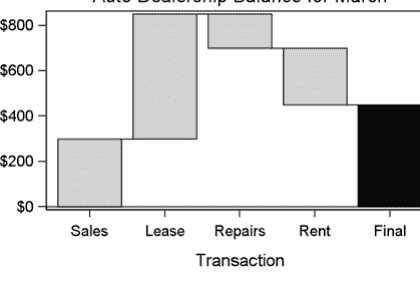 Auto Dealership Balance for March
$800
$600
$400
$200
$0
Sales Lease Repairs Rent Final
Transaction